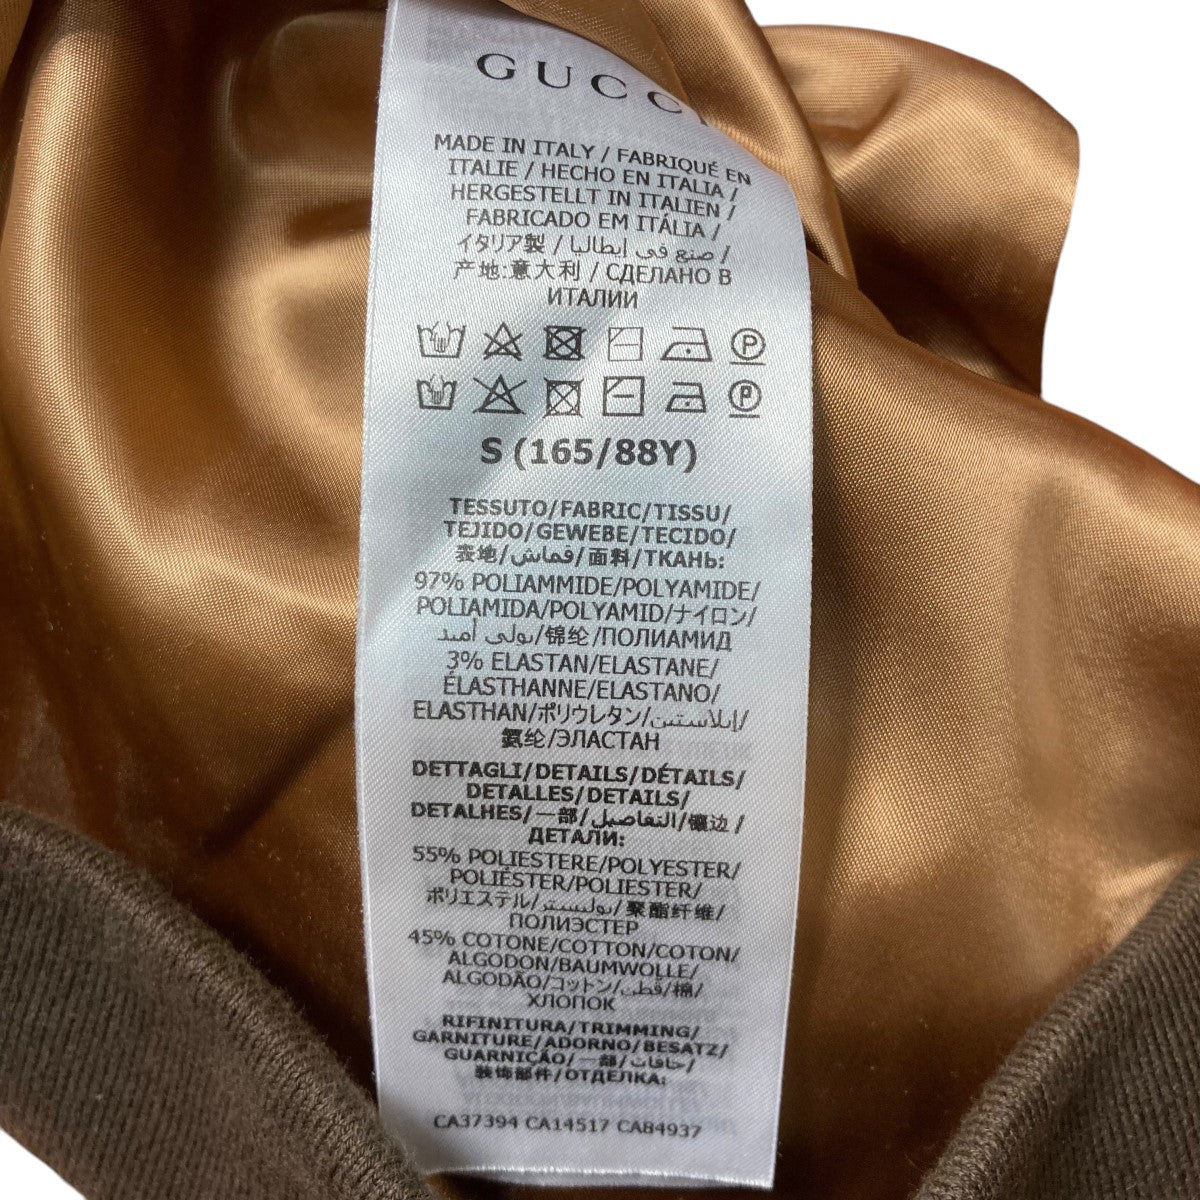 GUCC
MADE IN ITALY / FABRIQUÉ EN
ITALIE / HECHO EN ITALIA /
HERGESTELLT IN ITALIEN /
FABRICADO EM ITÁLIA /
イタリア製 / صنع في إيطاليا /
产地:意大利 / СДЕЛАНО В
ИТАЛИИ
P
P
S (165/88Y)
TESSUTO/FABRIC/TISSU/
TEJIDO/GEWEBE/TECIDO/
表地/قماش/面料/ТКАНЬ:
97% POLIAMMIDE/POLYAMIDE/
POLIAMIDA/POLYAMID/ナイロン/
بولي أميد/锦纶/ПОЛИАМИД
3% ELASTAN/ELASTANE/
ÉLASTHANNE/ELASTANO/
ELASTHAN/ポリウレタン/إيلاستين/
氨纶/ЭЛАСТАН
DETTAGLI/DETAILS/DÉTAILS/
DETALLES/DETAILS/
DETALHES/一部/التفاصيل/镶边 /
ДЕТАЛИ:
55% POLIESTERE/POLYESTER/
POLIÉSTER/POLIESTER/
ポリエステル/بوليستر/聚酯纤维/
ПОЛИЭСТЕР
45% COTONE/COTTON/COTON/
ALGODON/BAUMWOLLE/
ALGODÃO/コットン/قطن/棉/
ХЛОПОК
RIFINITURA/TRIMMING/
GARNITURE/ADORNO/BESATZ/
GUARNIÇÃO/一部/حافات/
装饰部件/ОТДЕЛКА:
CA37394 CA14517 CA84937